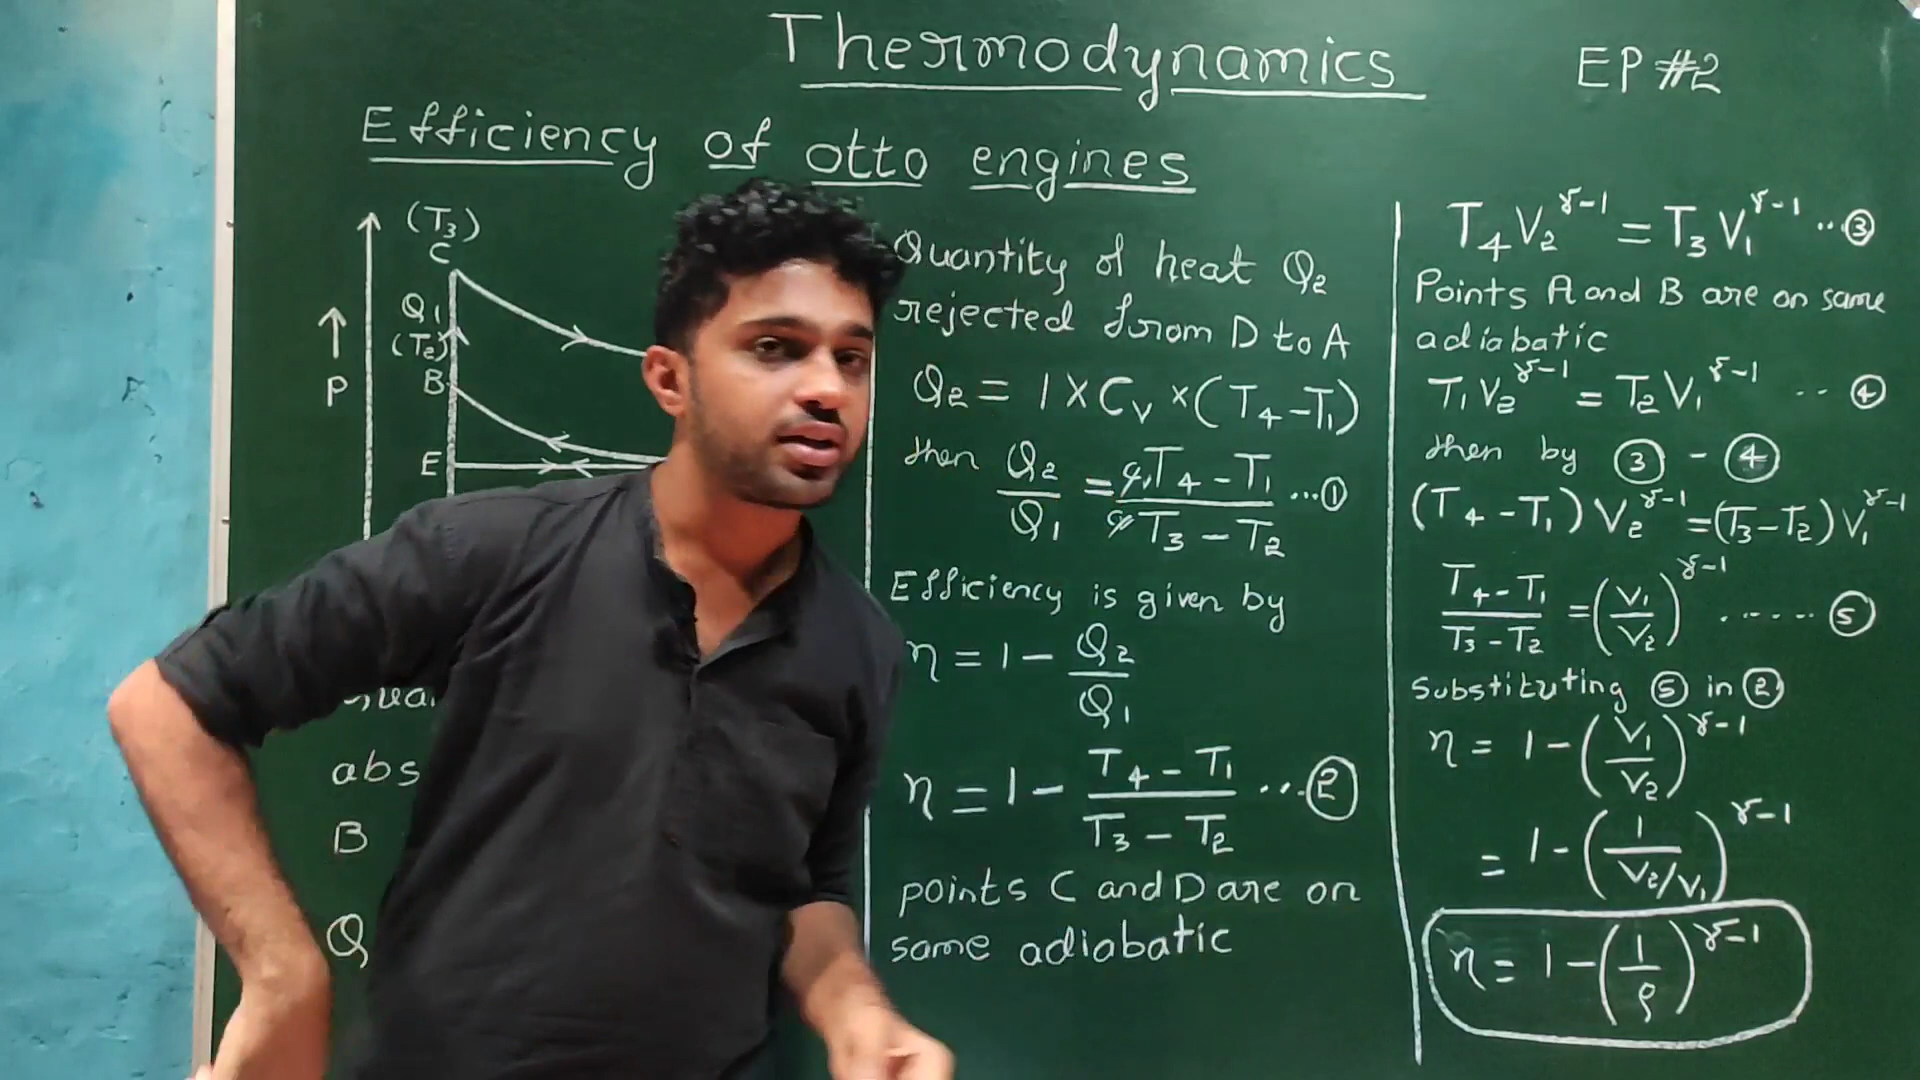 Thermodynamics
EP #2
Efficiency of otto engines
(T₃)
C
Q₁
(T₂)
B
P
E
abs
B
Q
Quantity of heat Q₂
rejected from D to A
Q₂ = 1 × Cᵥ × (T₄ – T₁)
then Q₂/Q₁ = Cᵥ T₄ – T₁ / Cᵥ T₃ – T₂ ...①
Efficiency is given by
η = 1 – Q₂/Q₁
η = 1 – (T₄ – T₁)/(T₃ – T₂) ...②
points C and D are on
same adiabatic
T₄V₂^γ–1 = T₃V₁^γ–1 ...③
Points A and B are on same
adiabatic
T₁V₂^γ–1 = T₂V₁^γ–1 -- ④
then by ③ – ④
(T₄ – T₁) V₂^γ–1 = (T₃ – T₂) V₁^γ–1
(T₄ – T₁)/(T₃ – T₂) = (V₁/V₂)^γ–1 ...... ⑤
Substituting ⑤ in ②
η = 1 – (V₁/V₂)^γ–1
= 1 – (1/(V₂/V₁))^γ–1
η = 1 – (1/ρ)^γ–1